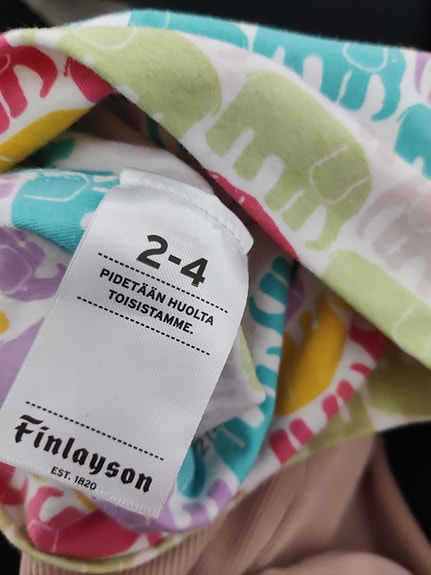 2-4
PIDETÄÄN HUOLTA
TOISISTAMME.
Finlayson
EST. 1820